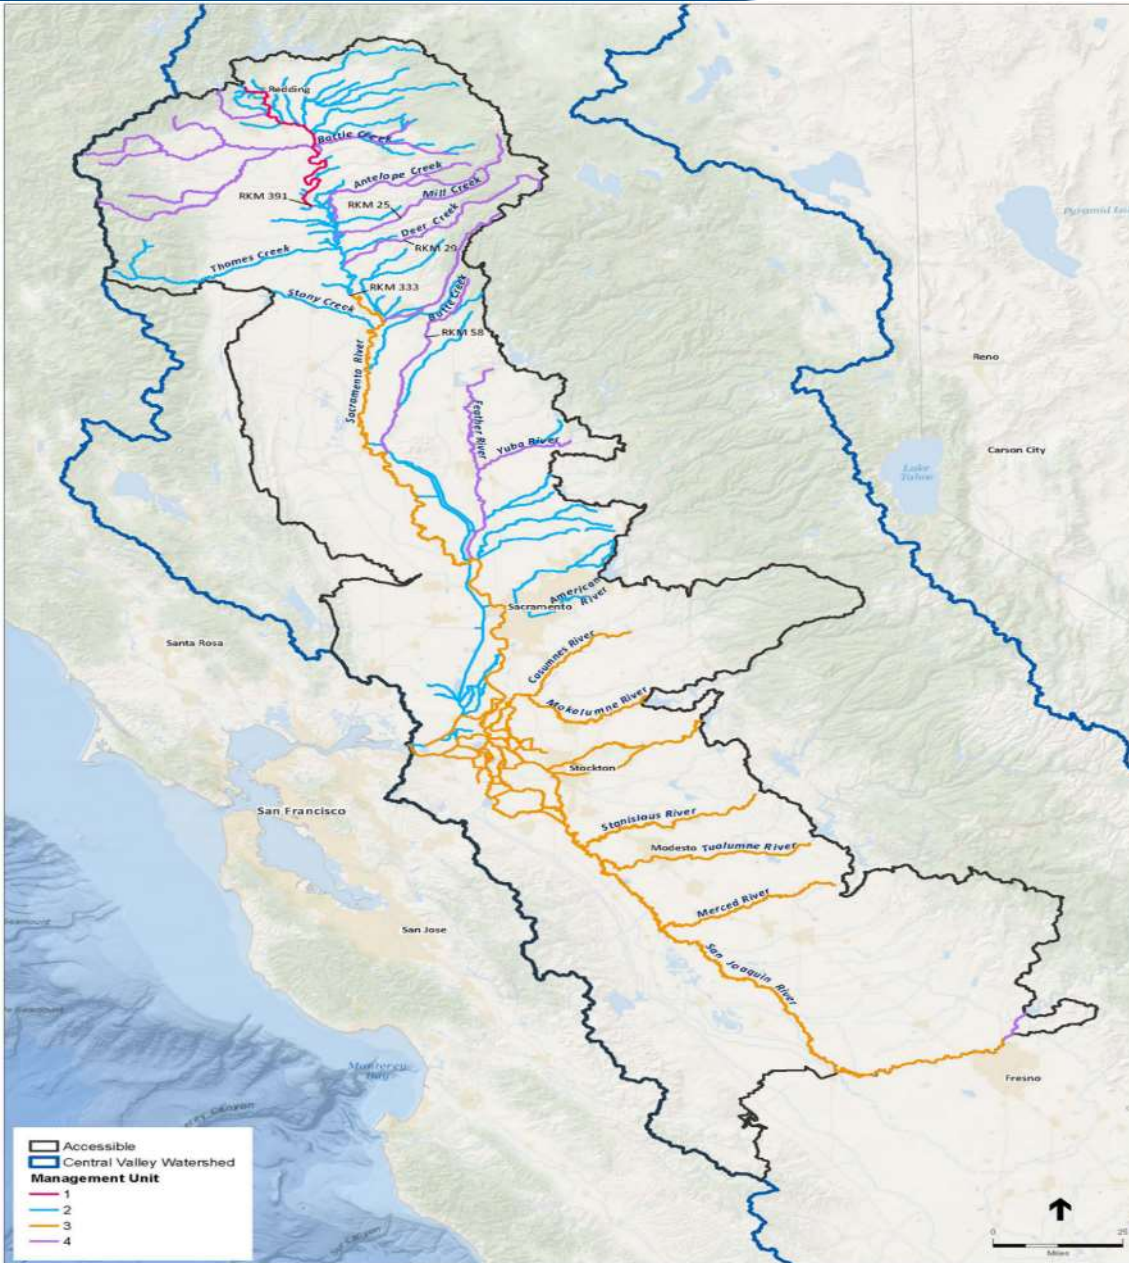 Redding
Battle Creek
Antelope Creek
Mill Creek
RKM 391
RKM 25
Deer Creek
RKM 29
Thomes Creek
RKM 333
Stony Creek
Butte Creek
RKM 58
Pyramid
Reno
Sacramento River
Feather River
Yuba River
Carson City
Lake
Tahoe
American
River
Sacramento
Santa Rosa
Cosumnes River
Mokolumne River
Stockton
San Francisco
Stanislaus River
Modesto
Tuolumne River
Merced River
San Jose
San Joaquin River
Monterey
Bay
Fresno
Canyon
Accessible
Central Valley Watershed
Management Unit
1
2
3
4
0
25
Miles